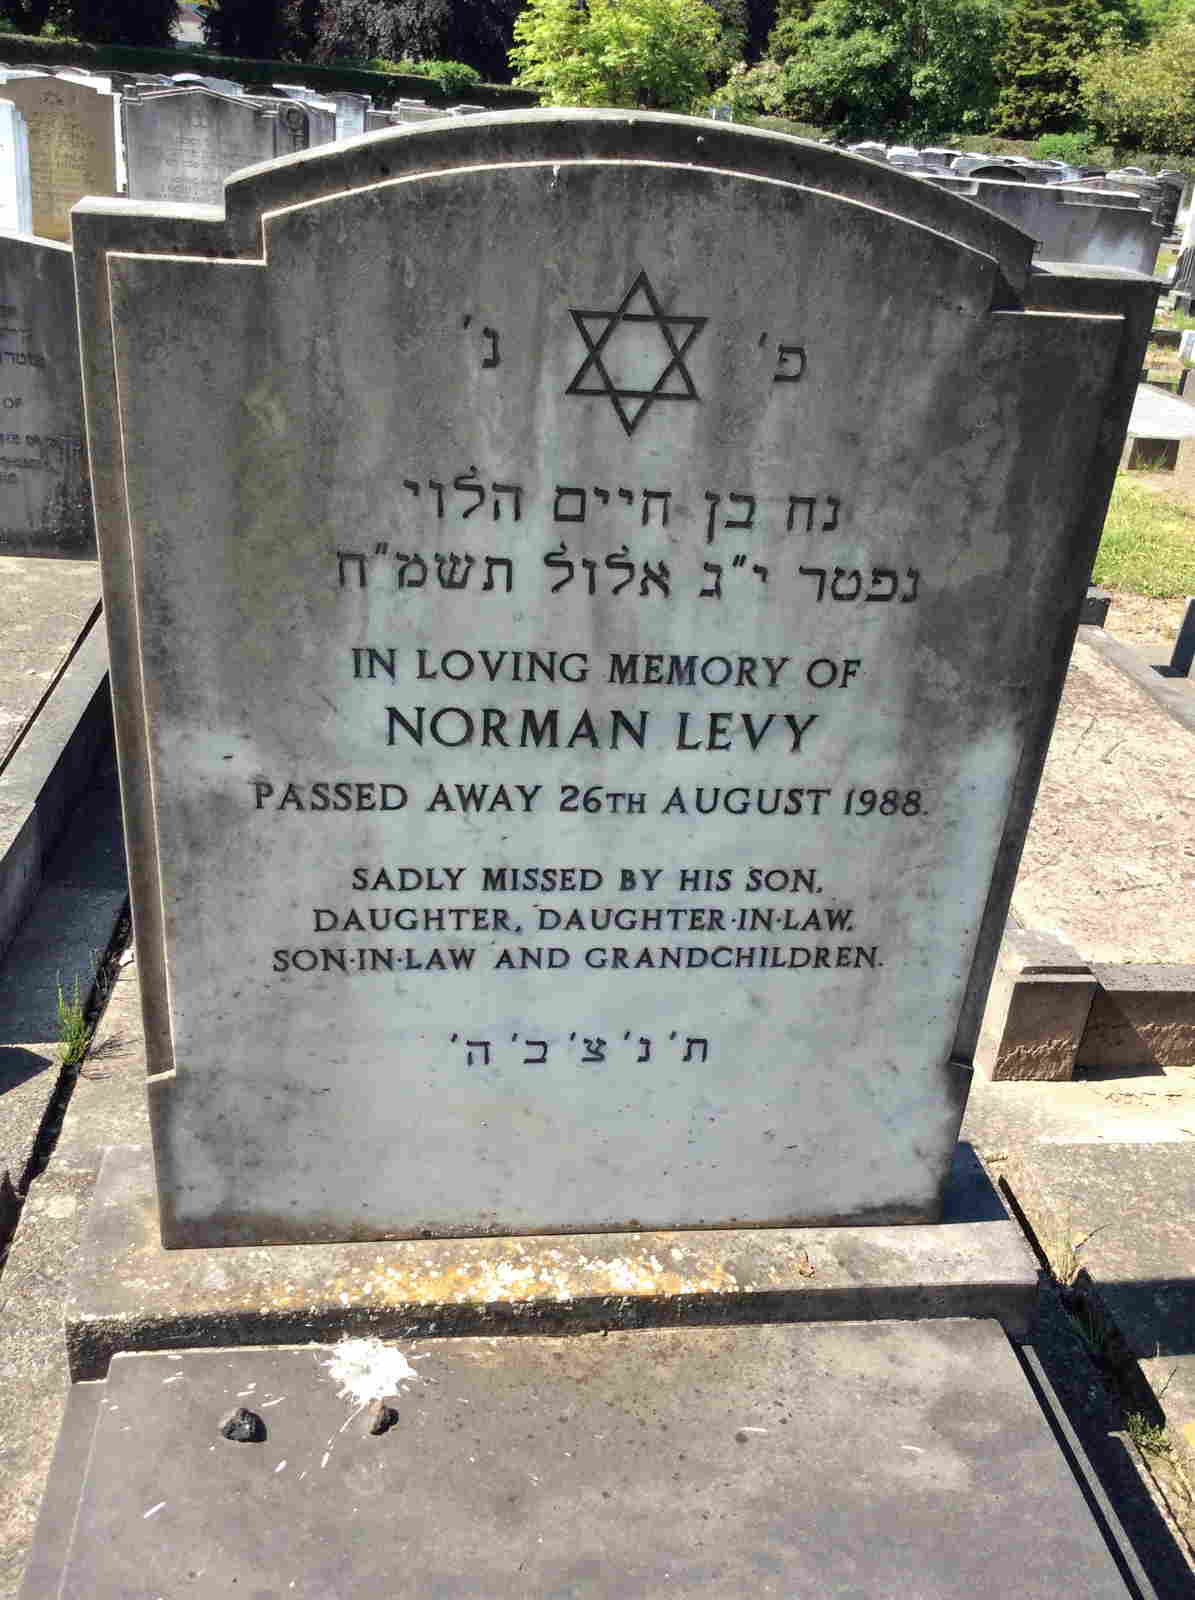 פ' נ'
נח בן חיים הלוי
נפטר י"ג אלול תשמ"ח
IN LOVING MEMORY OF
NORMAN LEVY
PASSED AWAY 26TH AUGUST 1988.
SADLY MISSED BY HIS SON,
DAUGHTER, DAUGHTER·IN·LAW,
SON·IN·LAW AND GRANDCHILDREN.
ת' נ' צ' ב' ה'
OF